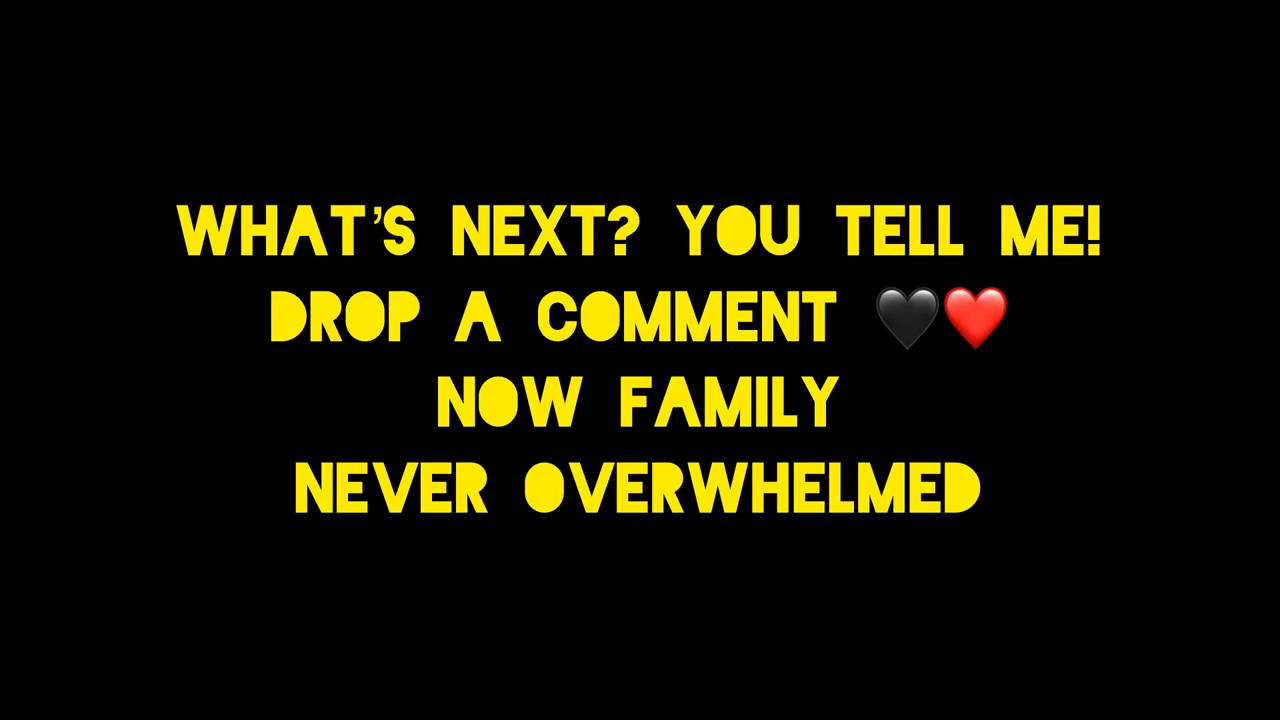 WHAT'S NEXT? YOU TELL ME!
DROP A COMMENT 🖤❤️
NOW FAMILY
NEVER OVERWHELMED